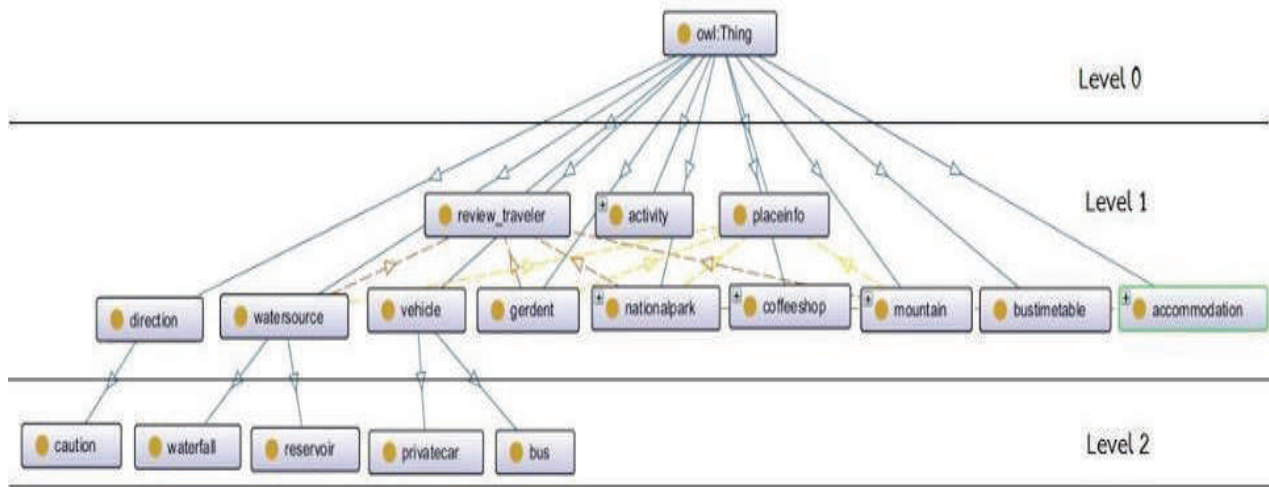 owl:Thing
Level 0
review_traveler
activity
placeinfo
Level 1
direction
watersource
vehicle
gerdent
nationalpark
coffeeshop
mountain
bustimetable
accommodation
caution
waterfall
reservoir
privatecar
bus
Level 2